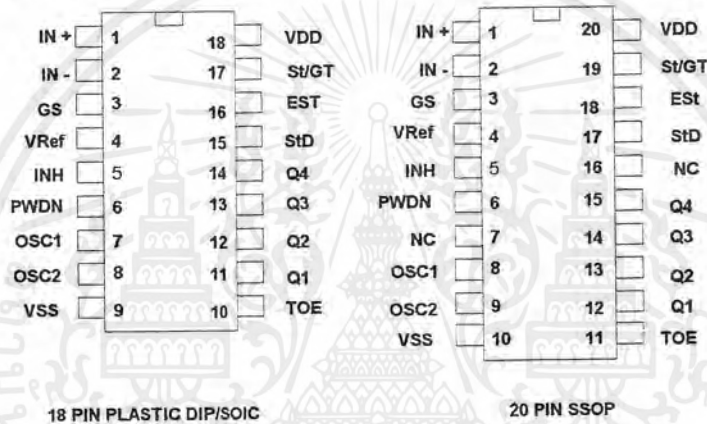 IN + 1 18 VDD
IN - 2 17 St/GT
GS 3 16 EST
VRef 4 15 StD
INH 5 14 Q4
PWDN 6 13 Q3
OSC1 7 12 Q2
OSC2 8 11 Q1
VSS 9 10 TOE
18 PIN PLASTIC DIP/SOIC
IN + 1 20 VDD
IN - 2 19 St/GT
GS 3 18 ESt
VRef 4 17 StD
INH 5 16 NC
PWDN 6 15 Q4
NC 7 14 Q3
OSC1 8 13 Q2
OSC2 9 12 Q1
VSS 10 11 TOE
20 PIN SSOP